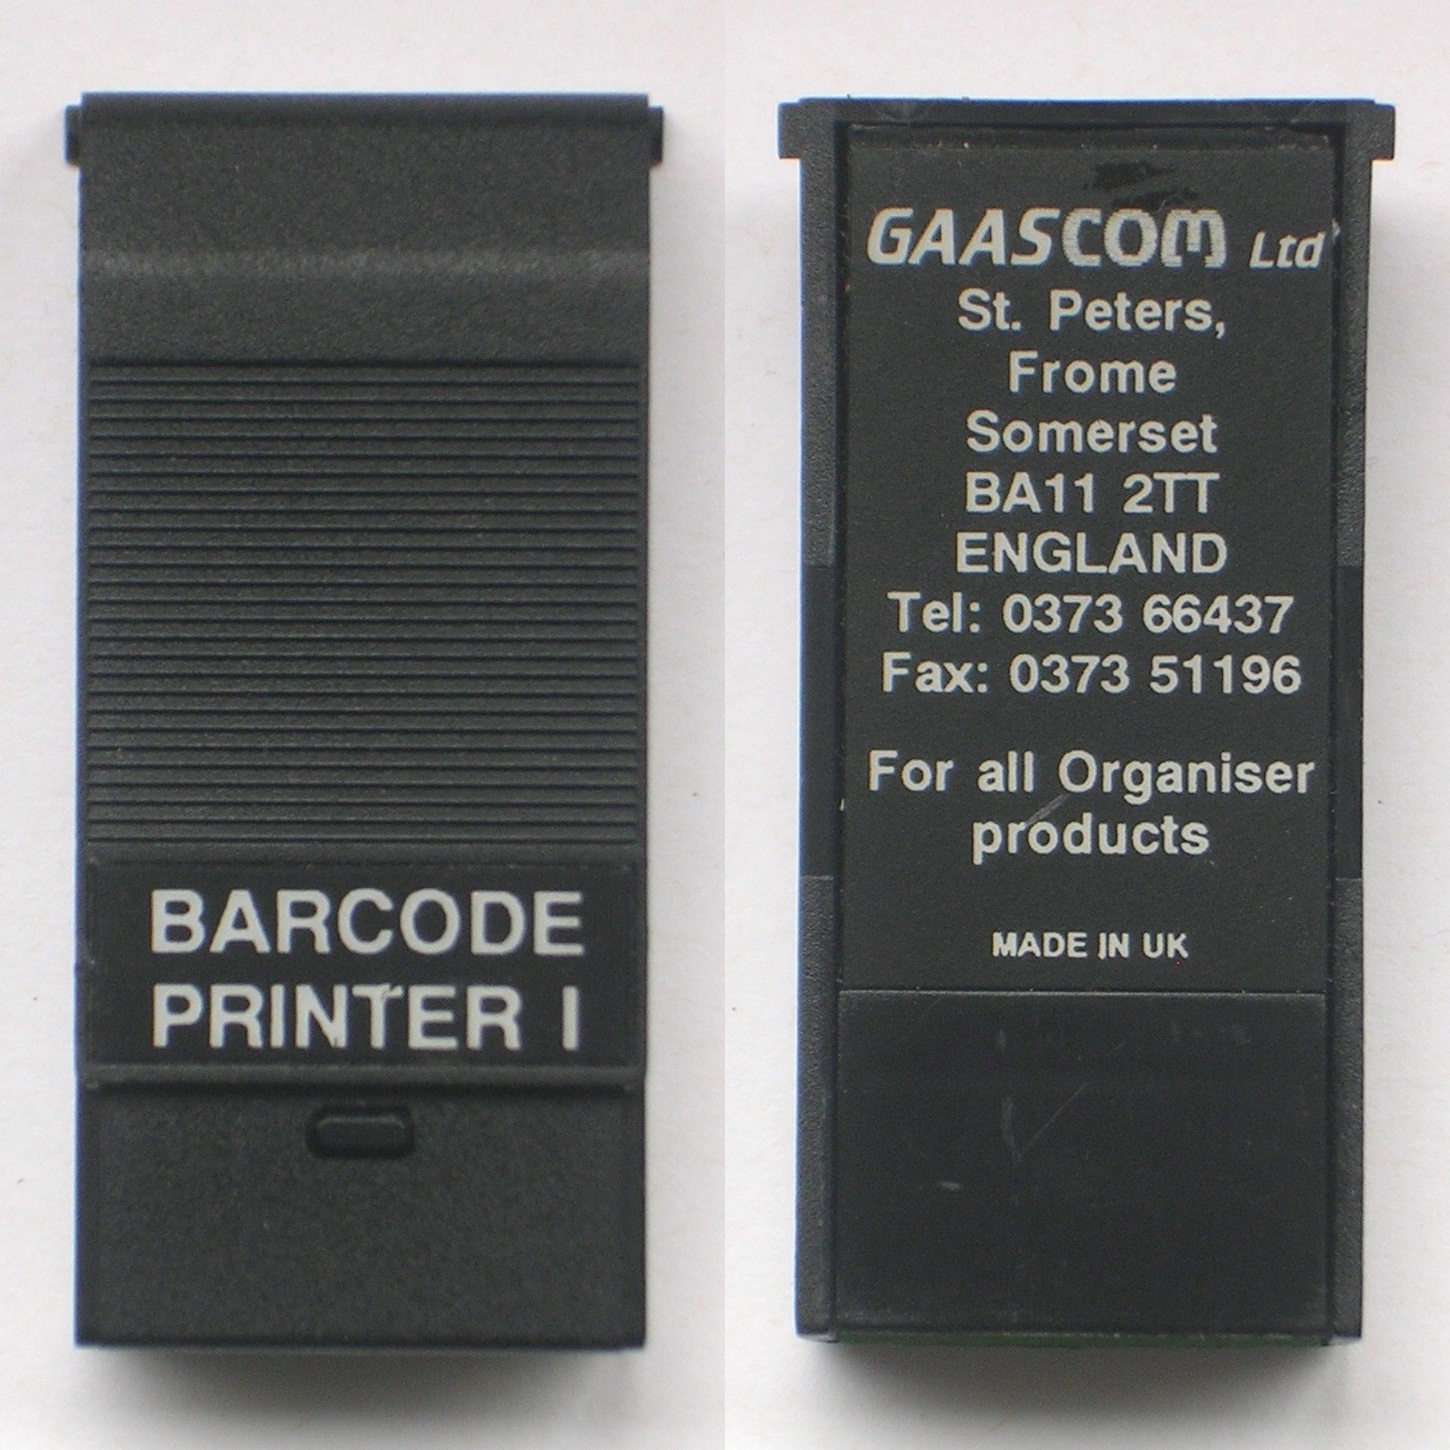 BARCODE
PRINTER I
GAASCOM Ltd
St. Peters,
Frome
Somerset
BA11 2TT
ENGLAND
Tel: 0373 66437
Fax: 0373 51196
For all Organiser
products
MADE IN UK